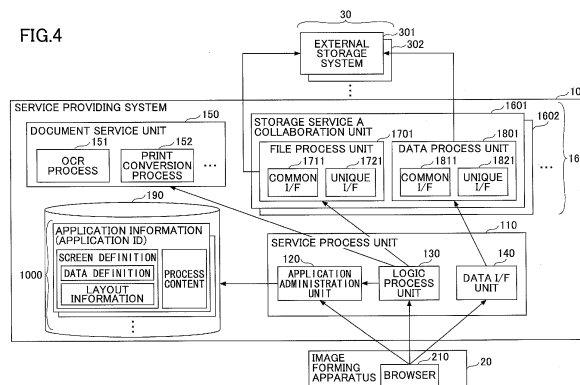 FIG.4
30
301
302
EXTERNAL
STORAGE
SYSTEM
10
SERVICE PROVIDING SYSTEM
150
DOCUMENT SERVICE UNIT
151
152
OCR
PROCESS
PRINT
CONVERSION
PROCESS
1601
1602
STORAGE SERVICE A
COLLABORATION UNIT
1701
1801
FILE PROCESS UNIT
1711
1721
COMMON
I/F
UNIQUE
I/F
DATA PROCESS
UNIT
1811
1821
COMMON
I/F
UNIQUE
I/F
16
190
1000
APPLICATION INFORMATION
(APPLICATION ID)
SCREEN DEFINITION
DATA DEFINITION
LAYOUT
INFORMATION
PROCESS
CONTENT
110
SERVICE PROCESS UNIT
120
130
140
APPLICATION
ADMINISTRATION
UNIT
LOGIC
PROCESS
UNIT
DATA I/F
UNIT
IMAGE
FORMING
APPARATUS
210
20
BROWSER